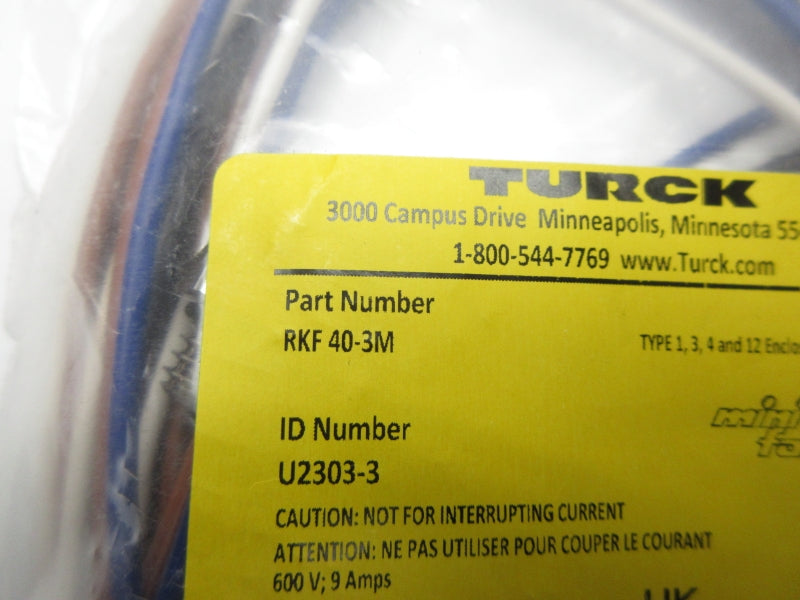 TURCK
3000 Campus Drive Minneapolis, Minnesota
1-800-544-7769 www.Turck.com
Part Number
RKF 40-3M
TYPE 1, 3, 4 and 12
ID Number
U2303-3
CAUTION: NOT FOR INTERRUPTING CURRENT
ATTENTION: NE PAS UTILISER POUR COUPER LE COURANT
600 V; 9 Amps